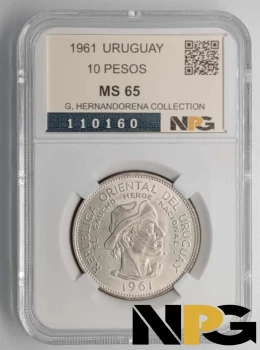 1961 URUGUAY
10 PESOS
MS 65
G. HERNANDORENA COLLECTION
110160
NPG
REPUBLICA ORIENTAL DEL URUGUAY
HEROE NACIONAL
1961
NPG